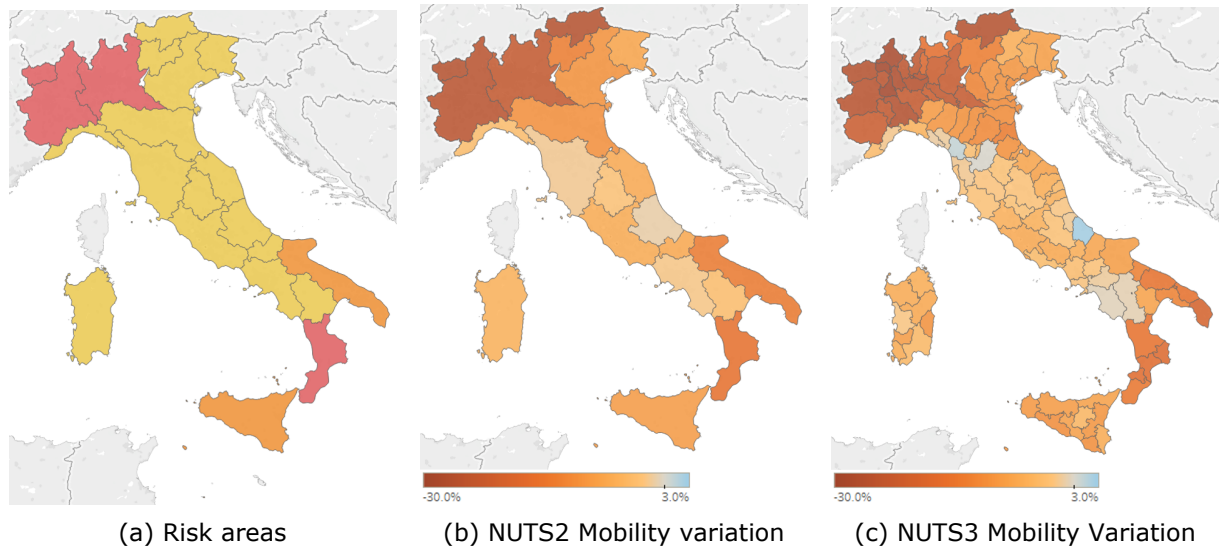 -30.0%
3.0%
-30.0%
3.0%
(a) Risk areas
(b) NUTS2 Mobility variation
(c) NUTS3 Mobility Variation